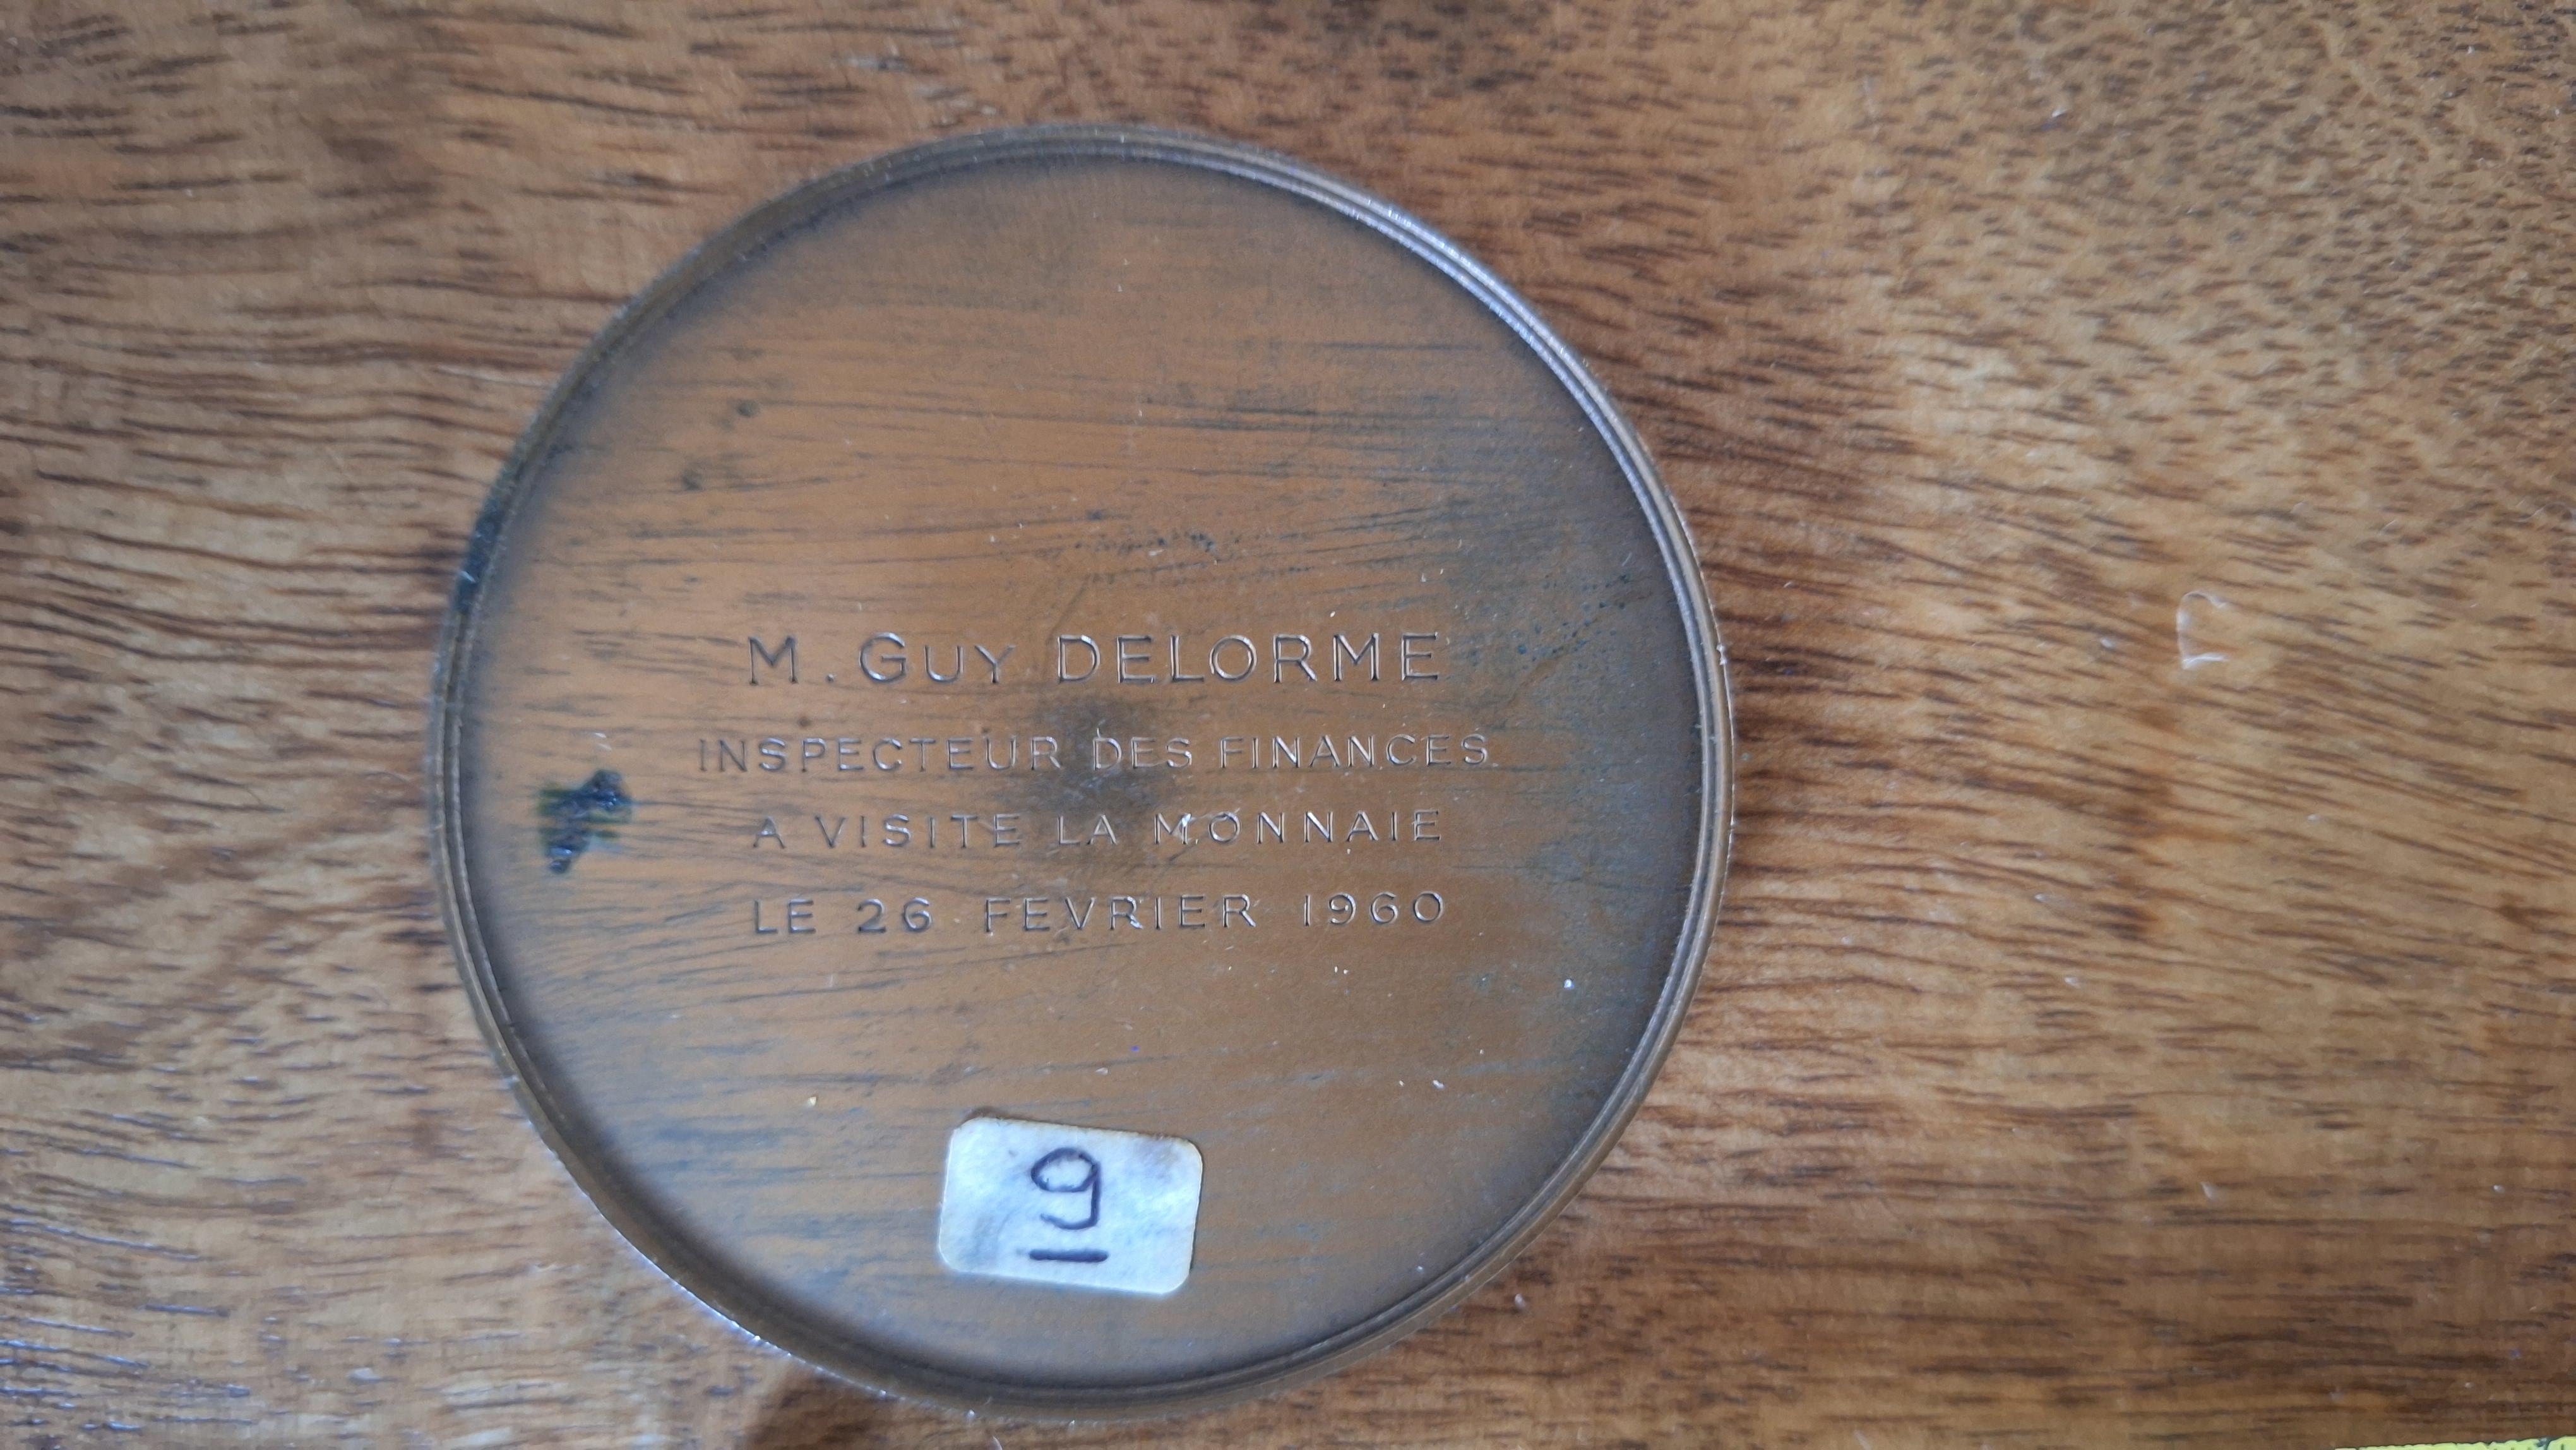 M. GUY DELORME
INSPECTEUR DES FINANCES
A VISITE LA MONNAIE
LE 26 FEVRIER 1960
9